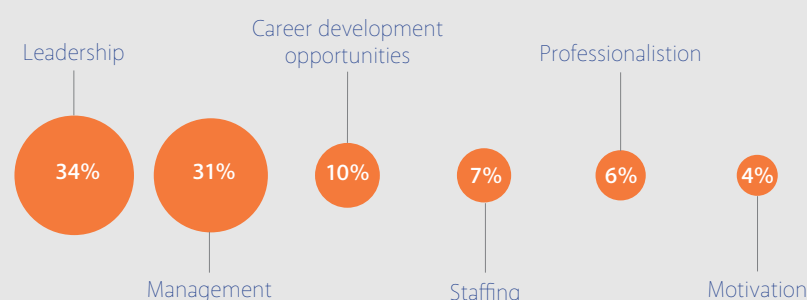 Career development
opportunities
Leadership
Professionalistion
34%
31%
10%
7%
6%
4%
Management
Staffing
Motivation